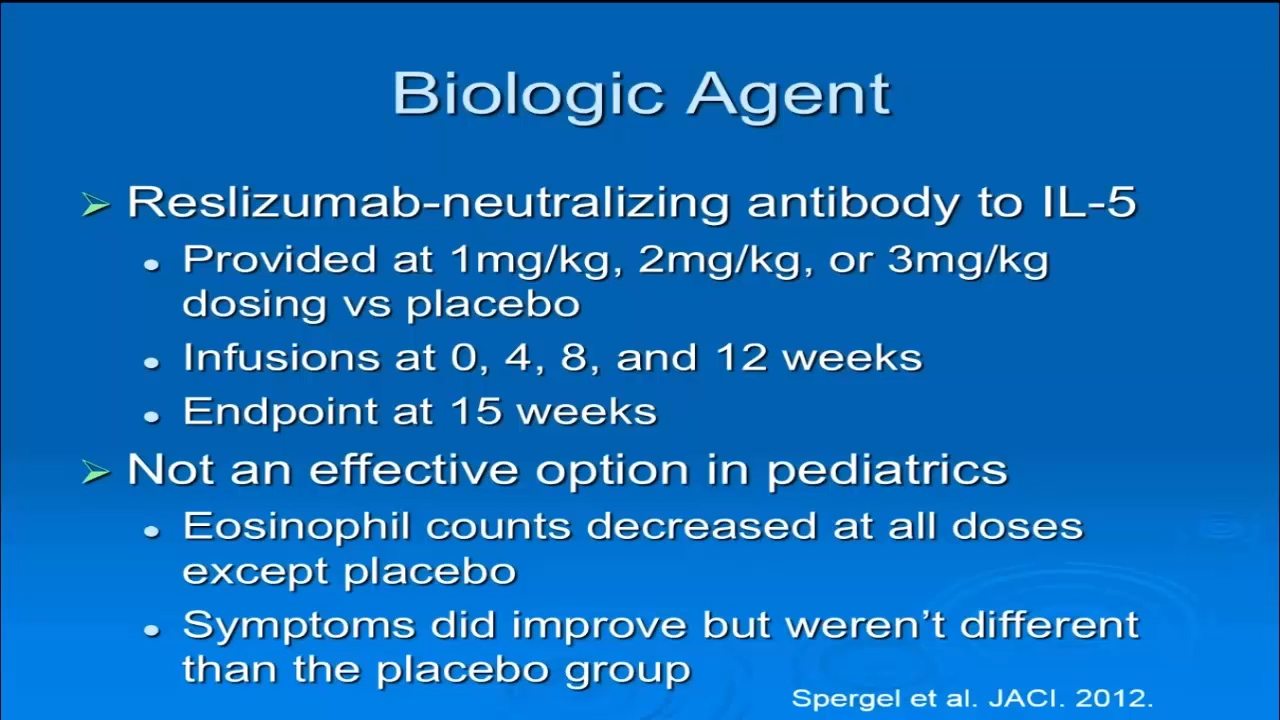 Biologic Agent
Reslizumab-neutralizing antibody to IL-5
Provided at 1mg/kg, 2mg/kg, or 3mg/kg
dosing vs placebo
Infusions at 0, 4, 8, and 12 weeks
Endpoint at 15 weeks
Not an effective option in pediatrics
Eosinophil counts decreased at all doses
except placebo
Symptoms did improve but weren’t different
than the placebo group
Spergel et al. JACI. 2012.